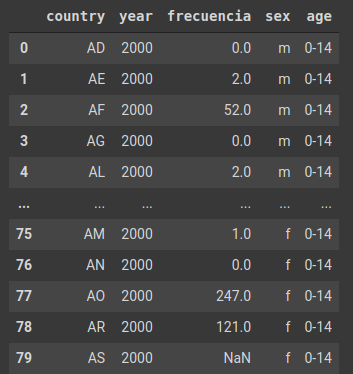 country year frecuencia sex age
0 AD 2000 0.0 m 0-14
1 AE 2000 2.0 m 0-14
2 AF 2000 52.0 m 0-14
3 AG 2000 0.0 m 0-14
4 AL 2000 2.0 m 0-14
... ... ... ... ... ...
75 AM 2000 1.0 f 0-14
76 AN 2000 0.0 f 0-14
77 AO 2000 247.0 f 0-14
78 AR 2000 121.0 f 0-14
79 AS 2000 NaN f 0-14